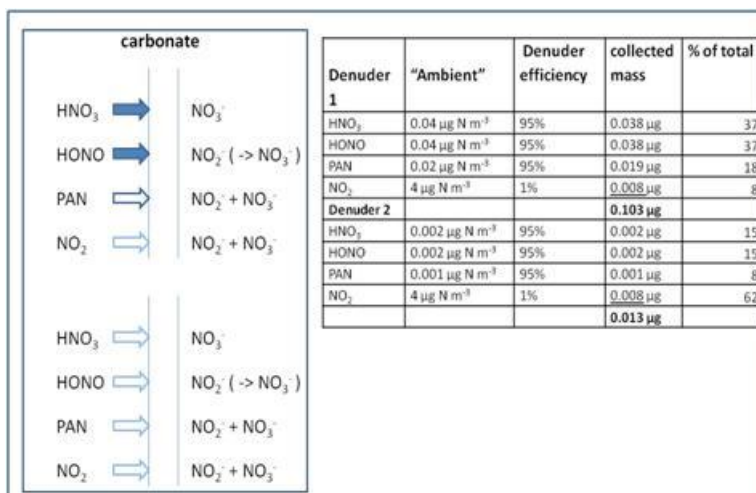 carbonate
HNO₃ NO₃⁻
HONO NO₂⁻ ( -> NO₃⁻)
PAN NO₂⁻ + NO₃⁻
NO₂ NO₂⁻ + NO₃⁻
HNO₃ NO₃⁻
HONO NO₂⁻ ( -> NO₃⁻)
PAN NO₂⁻ + NO₃⁻
NO₂ NO₂⁻ + NO₃⁻
Denuder 1 "Ambient" Denuder efficiency collected mass % of total
HNO₃ 0.04 µg N m⁻³ 95% 0.038 µg 37
HONO 0.04 µg N m⁻³ 95% 0.038 µg 37
PAN 0.02 µg N m⁻³ 95% 0.019 µg 18
NO₂ 4 µg N m⁻³ 1% 0.008 µg 8
Denuder 2 0.103 µg
HNO₃ 0.002 µg N m⁻³ 95% 0.002 µg 15
HONO 0.002 µg N m⁻³ 95% 0.002 µg 15
PAN 0.001 µg N m⁻³ 95% 0.001 µg 8
NO₂ 4 µg N m⁻³ 1% 0.008 µg 62
0.013 µg